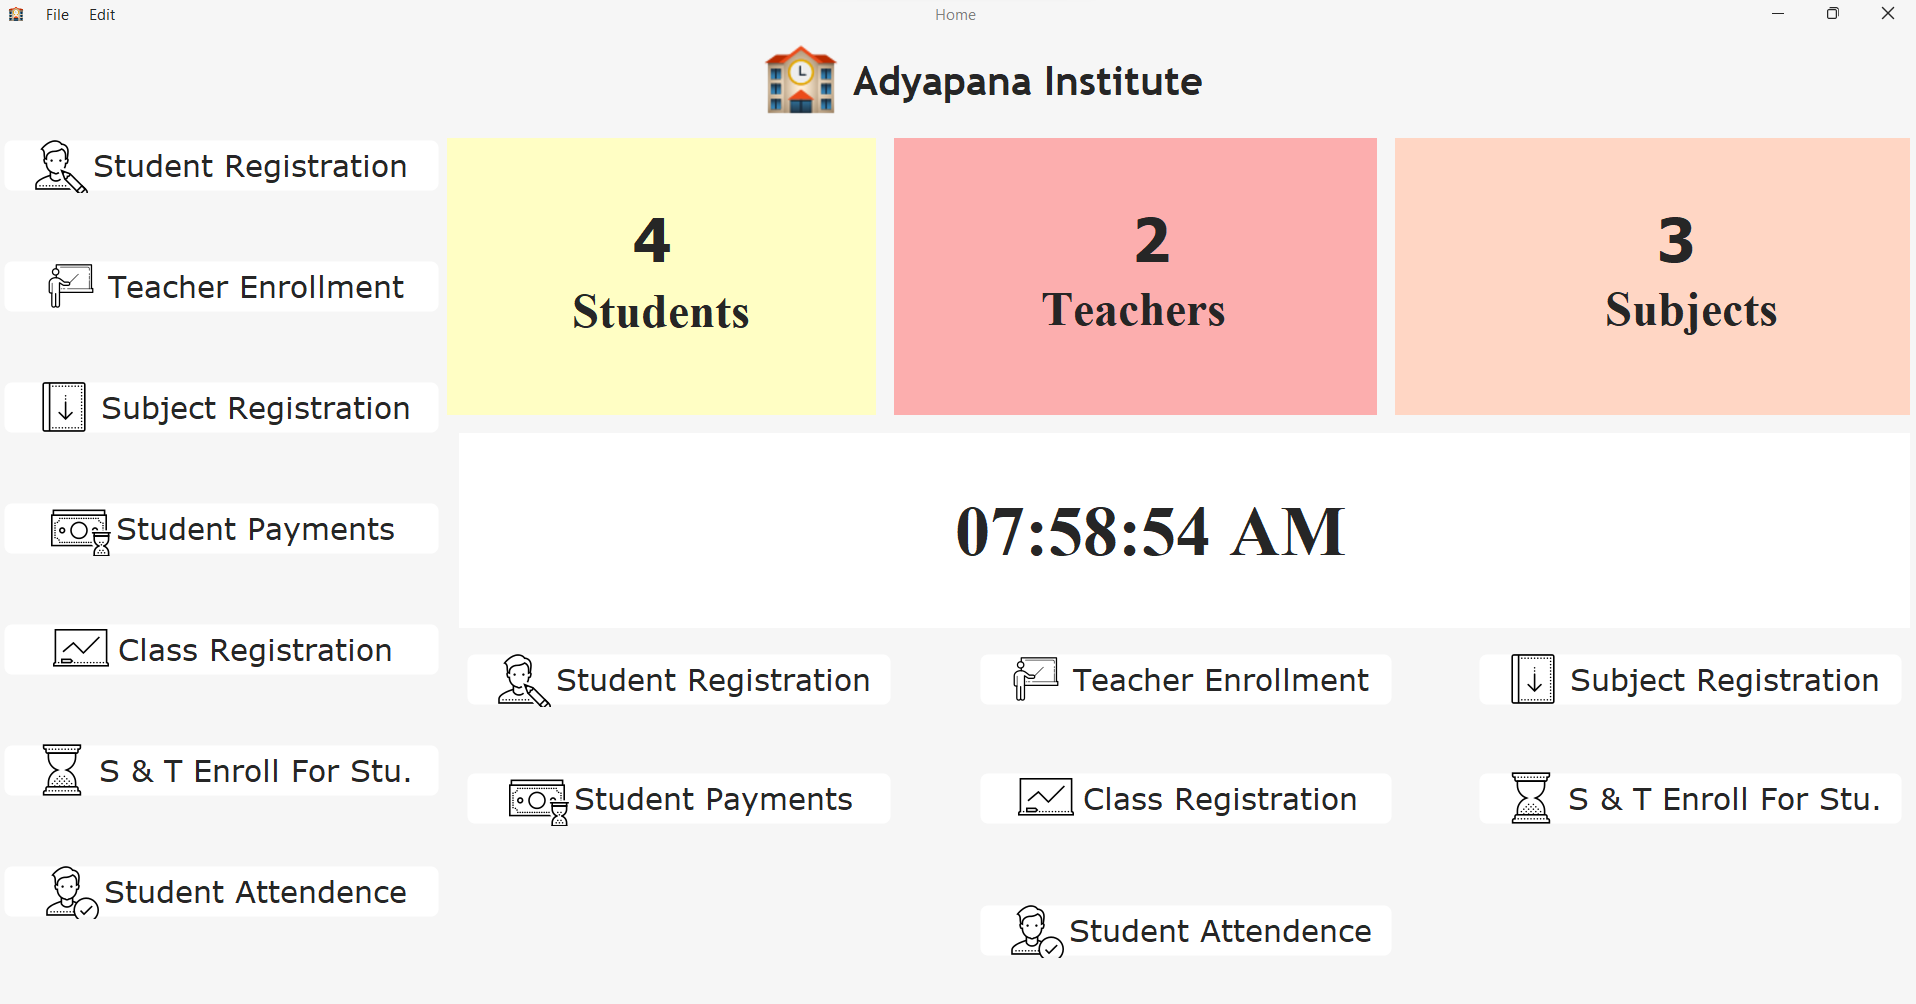 File Edit
Home
Adyapana Institute
Student Registration
Teacher Enrollment
Subject Registration
Student Payments
Class Registration
S & T Enroll For Stu.
Student Attendence
4
Students
2
Teachers
3
Subjects
07:58:54 AM
Student Registration
Teacher Enrollment
Subject Registration
Student Payments
Class Registration
S & T Enroll For Stu.
Student Attendence